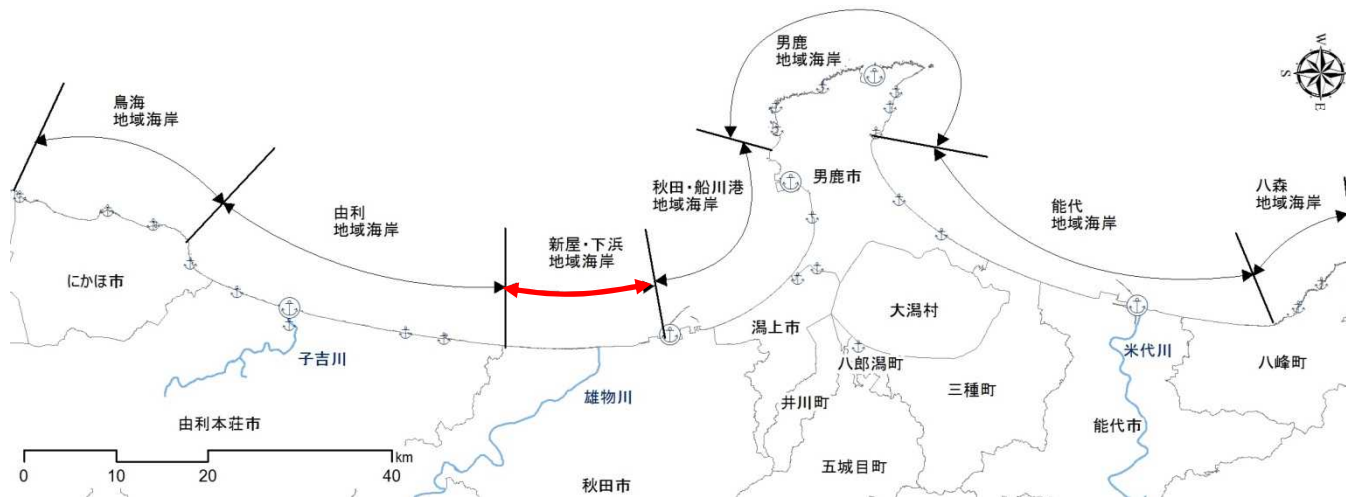 鳥海
地域海岸
由利
地域海岸
新屋・下浜
地域海岸
秋田・船川港
地域海岸
男鹿
地域海岸
能代
地域海岸
八森
地域海岸
W
S
N
E
にかほ市
由利本荘市
子吉川
雄物川
秋田市
男鹿市
潟上市
大潟村
八郎潟町
井川町
五城目町
三種町
能代市
米代川
八峰町
km
0 10 20 40